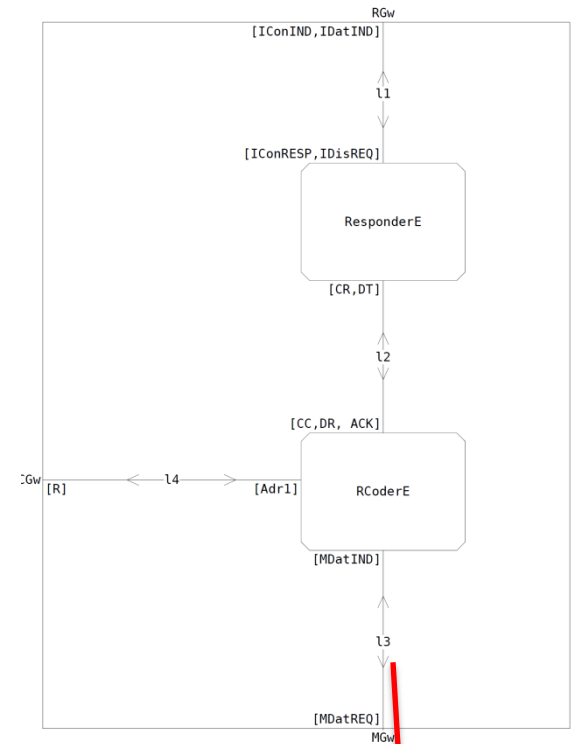 RGw
[IConIND,IDatIND]
l1
[IConRESP,IDisREQ]
ResponderE
[CR,DT]
l2
[CC,DR, ACK]
CGw
[R]
l4
[Adr1]
RCoderE
[MDatIND]
l3
[MDatREQ]
MGw